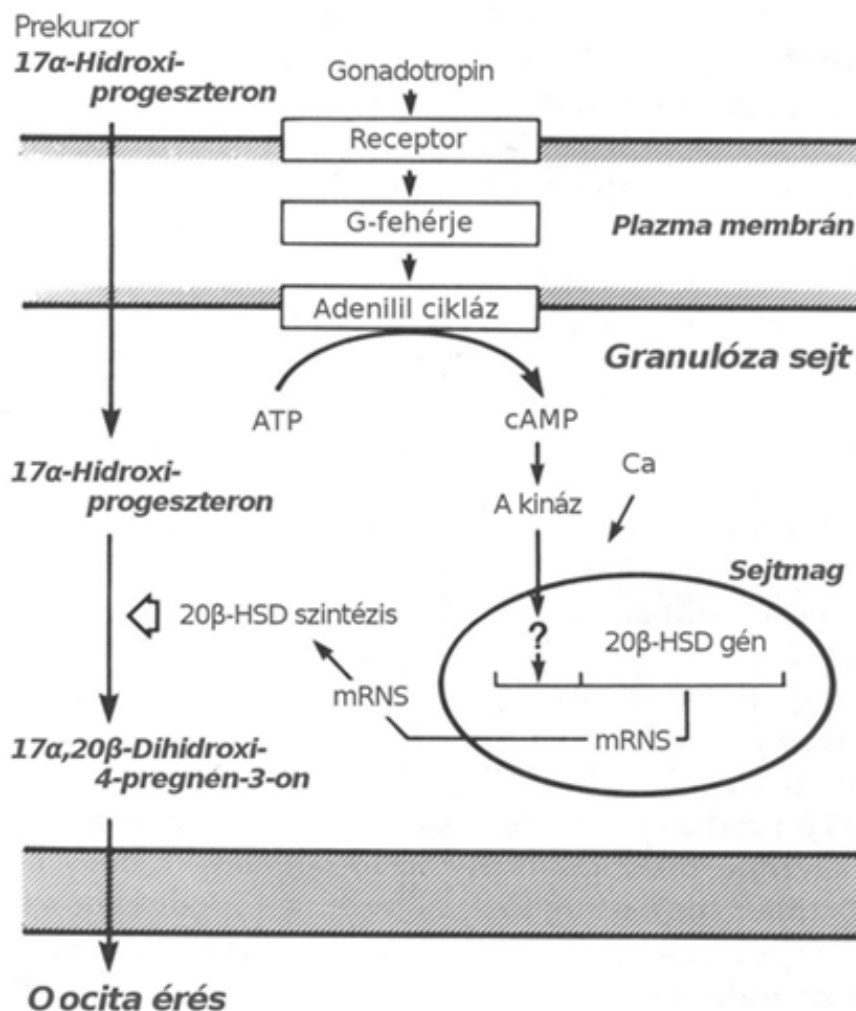 Prekurzor
17α-Hidroxi-
progeszteron
Gonadotropin
Receptor
G-fehérje
Plazma membrán
Adenilil cikláz
Granulóza sejt
ATP
cAMP
17α-Hidroxi-
progeszteron
Ca
A kináz
Sejtmag
20β-HSD szintézis
?
20β-HSD gén
mRNS
mRNS
17α,20β-Dihidroxi-
4-pregnén-3-on
Oocita érés